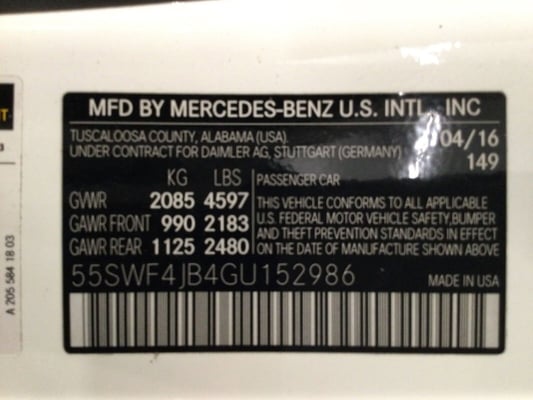 MFD BY MERCEDES-BENZ U.S. INTL., INC
TUSCALOOSA COUNTY, ALABAMA (USA)
UNDER CONTRACT FOR DAIMLER AG, STUTTGART (GERMANY)
04/16
149
KG LBS
GVWR 2085 4597
GAWR FRONT 990 2183
GAWR REAR 1125 2480
PASSENGER CAR
THIS VEHICLE CONFORMS TO ALL APPLICABLE
U.S. FEDERAL MOTOR VEHICLE SAFETY,BUMPER
AND THEFT PREVENTION STANDARDS IN EFFECT
ON THE DATE OF MANUFACTURE SHOWN ABOVE
55SWF4JB4GU152986
MADE IN USA
A 205 584 18 03